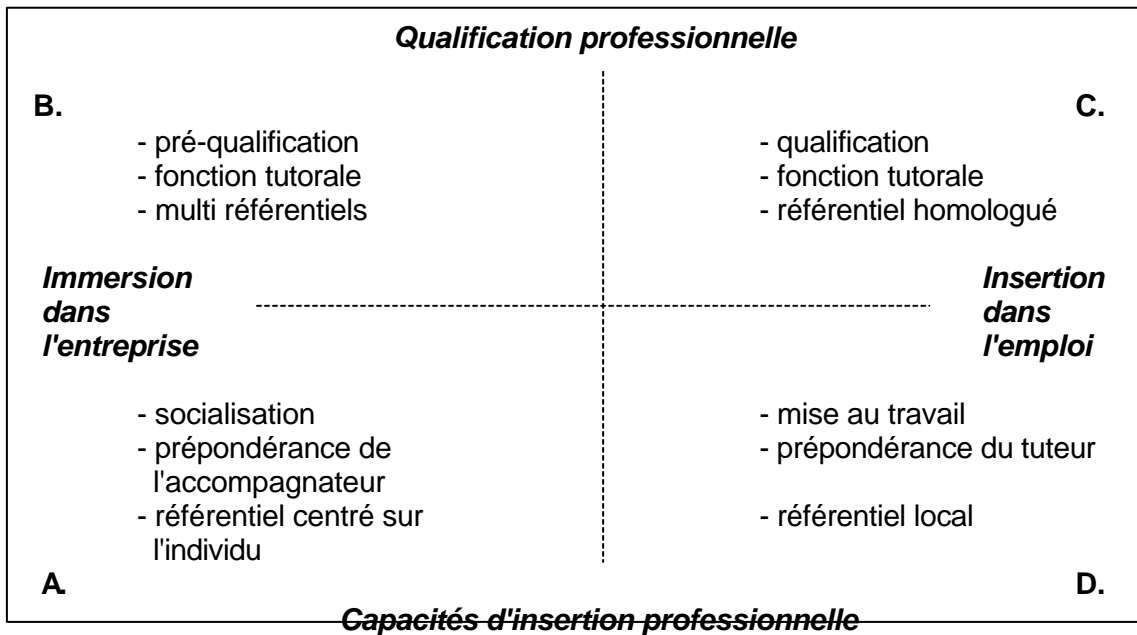 Qualification professionnelle
B.
- pré-qualification
- fonction tutorale
- multi référentiels
C.
- qualification
- fonction tutorale
- référentiel homologué
Immersion
dans
l'entreprise
Insertion
dans
l'emploi
- socialisation
- prépondérance de
l'accompagnateur
- référentiel centré sur
l'individu
A.
- mise au travail
- prépondérance du tuteur
- référentiel local
D.
Capacités d'insertion professionnelle